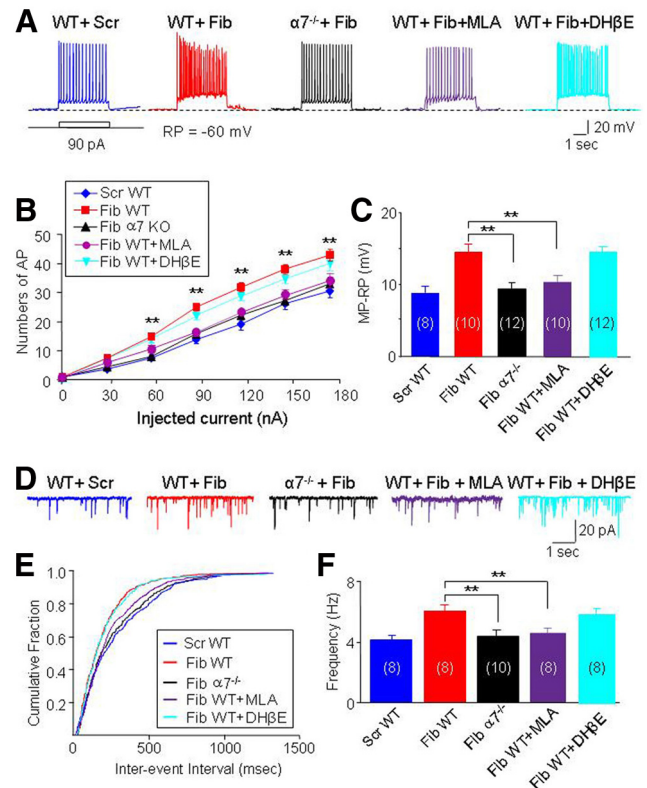 A
WT+ Scr
WT+ Fib
α7-/-+ Fib
WT+ Fib+MLA
WT+ Fib+DHβE
90 pA
RP = -60 mV
20 mV
1 sec
B
Scr WT
Fib WT
Fib α7 KO
Fib WT+MLA
Fib WT+DHβE
Numbers of AP
50
40
30
20
10
0
**
**
**
**
**
0
30
60
90
120
150
180
Injected current (nA)
C
MP-RP (mV)
20
10
0
**
**
(8)
(10)
(12)
(10)
(12)
Scr WT
Fib WT
Fib α7-/-
Fib WT+MLA
Fib WT+DHβE
D
WT+ Scr
WT+ Fib
α7-/- + Fib
WT+ Fib + MLA
WT+ Fib + DHβE
20 pA
1 sec
E
Cumulative Fraction
1.0
0.8
0.6
0.4
0.2
Scr WT
Fib WT
Fib α7-/-
Fib WT+MLA
Fib WT+DHβE
0
500
1000
1500
Inter-event Interval (msec)
F
Frequency (Hz)
8
4
0
**
**
(8)
(8)
(10)
(8)
(8)
Scr WT
Fib WT
Fib α7-/-
Fib WT+MLA
Fib WT+DHβE